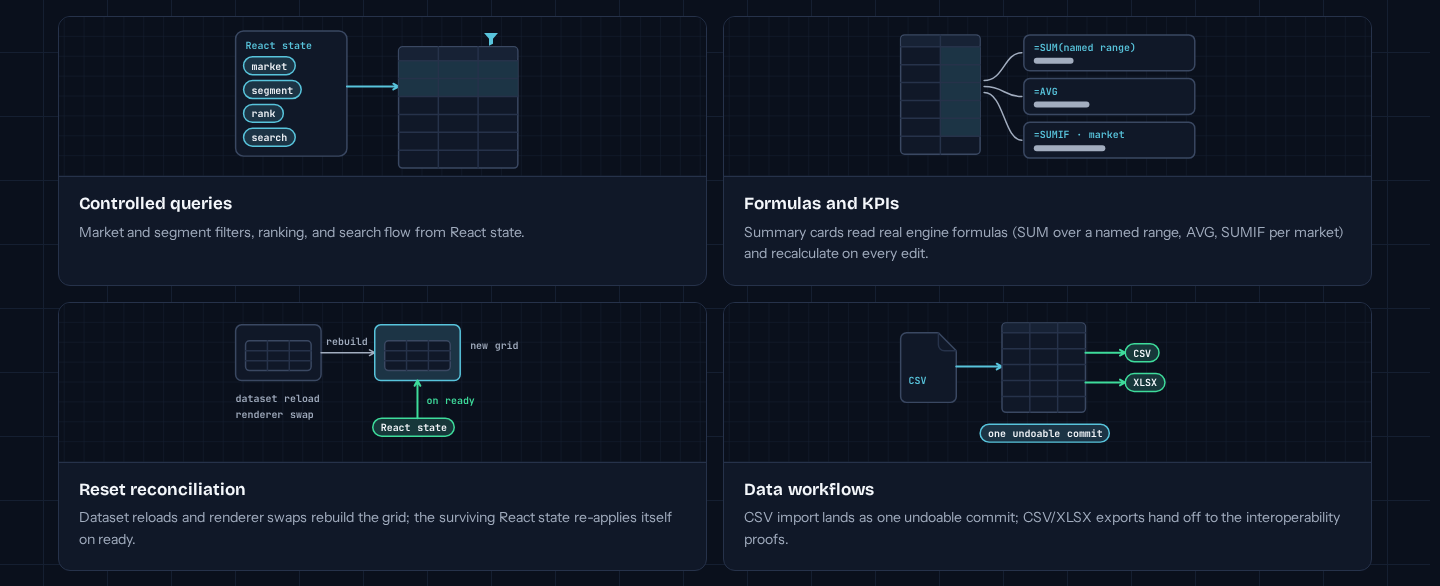 React state
market
segment
rank
search
Controlled queries
Market and segment filters, ranking, and search flow from React state.
=SUM(named range)
=AVG
=SUMIF · market
Formulas and KPIs
Summary cards read real engine formulas (SUM over a named range, AVG, SUMIF per market)
and recalculate on every edit.
rebuild
new grid
dataset reload
renderer swap
on ready
React state
Reset reconciliation
Dataset reloads and renderer swaps rebuild the grid; the surviving React state re-applies itself
on ready.
CSV
CSV
XLSX
one undoable commit
Data workflows
CSV import lands as one undoable commit; CSV/XLSX exports hand off to the interoperability
proofs.